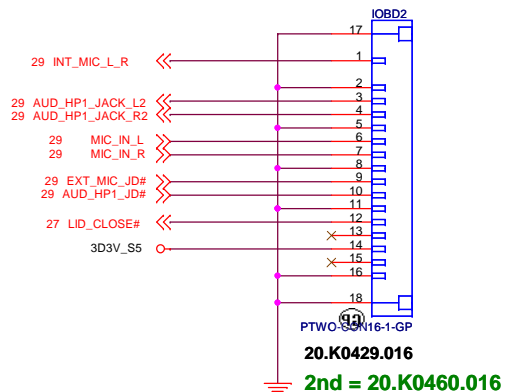 IOBD2
17
29 INT_MIC_L_R
1
2
29 AUD_HP1_JACK_L2
3
29 AUD_HP1_JACK_R2
4
5
29 MIC_IN_L
6
29 MIC_IN_R
7
8
29 EXT_MIC_JD#
9
29 AUD_HP1_JD#
10
11
27 LID_CLOSE#
12
13
3D3V_S5
14
15
16
18
GP
PTWO-CON16-1-GP
20.K0429.016
2nd = 20.K0460.016